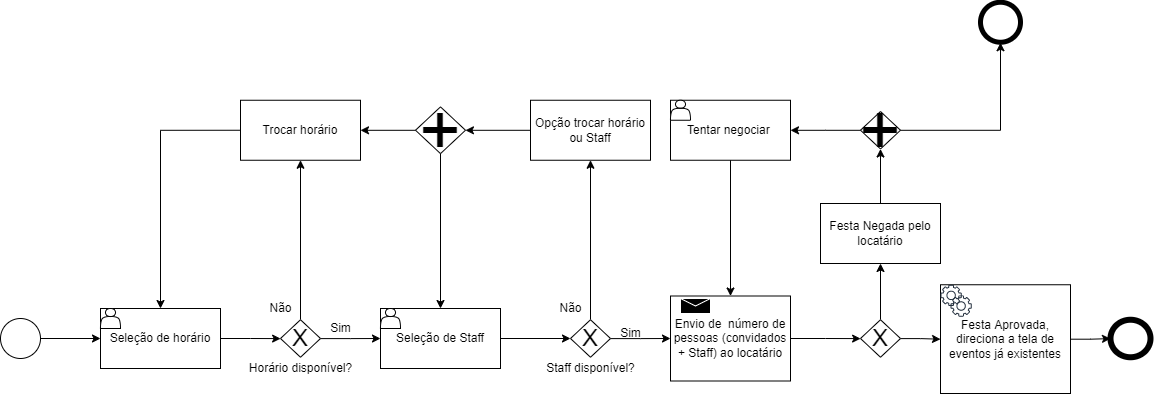 Trocar horário
Opção trocar horário
ou Staff
Tentar negociar
Festa Negada pelo
locatário
Não
Sim
Seleção de horário
X
Horário disponível?
Não
Sim
Seleção de Staff
X
Staff disponível?
Envio de número de
pessoas (convidados
+ Staff) ao locatário
X
Festa Aprovada,
direciona a tela de
eventos já existentes